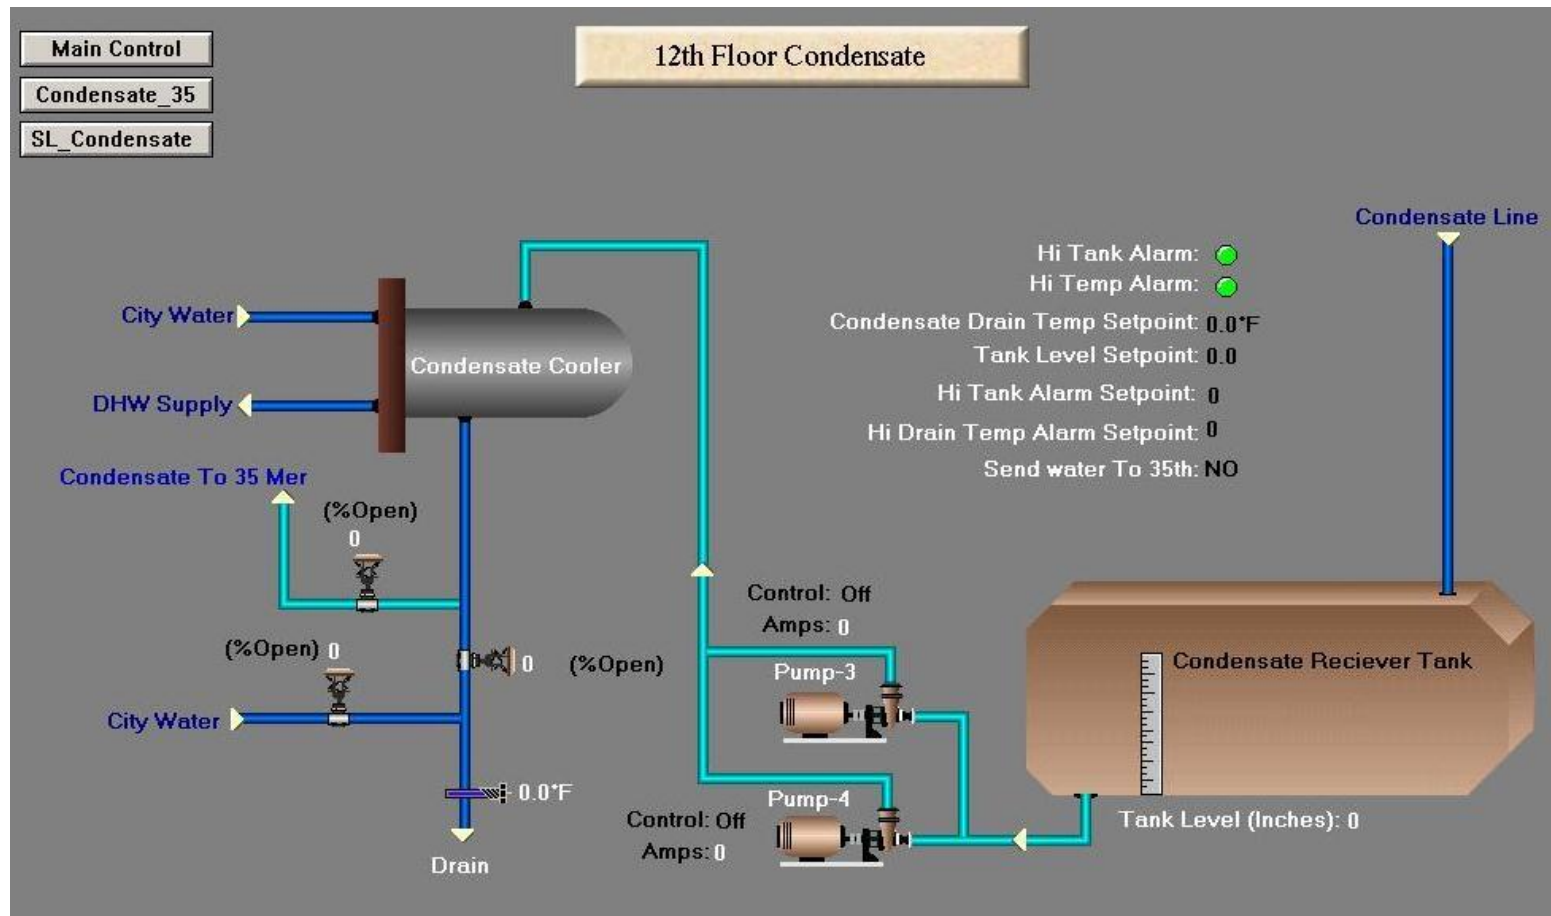 Main Control
12th Floor Condensate
Condensate_35
SL_Condensate
Condensate Line
Hi Tank Alarm:
Hi Temp Alarm:
City Water
Condensate Drain Temp Setpoint: 0.0°F
Tank Level Setpoint: 0.0
Condensate Cooler
DHW Supply
Hi Tank Alarm Setpoint: 0
Hi Drain Temp Alarm Setpoint: 0
Send water To 35th: NO
Condensate To 35 Mer
(%Open)
0
Control: Off
Amps: 0
(%Open) 0
0 (%Open)
Pump-3
Condensate Reciever Tank
City Water
0.0°F
Pump-4
Control: Off
Amps: 0
Tank Level (Inches): 0
Drain